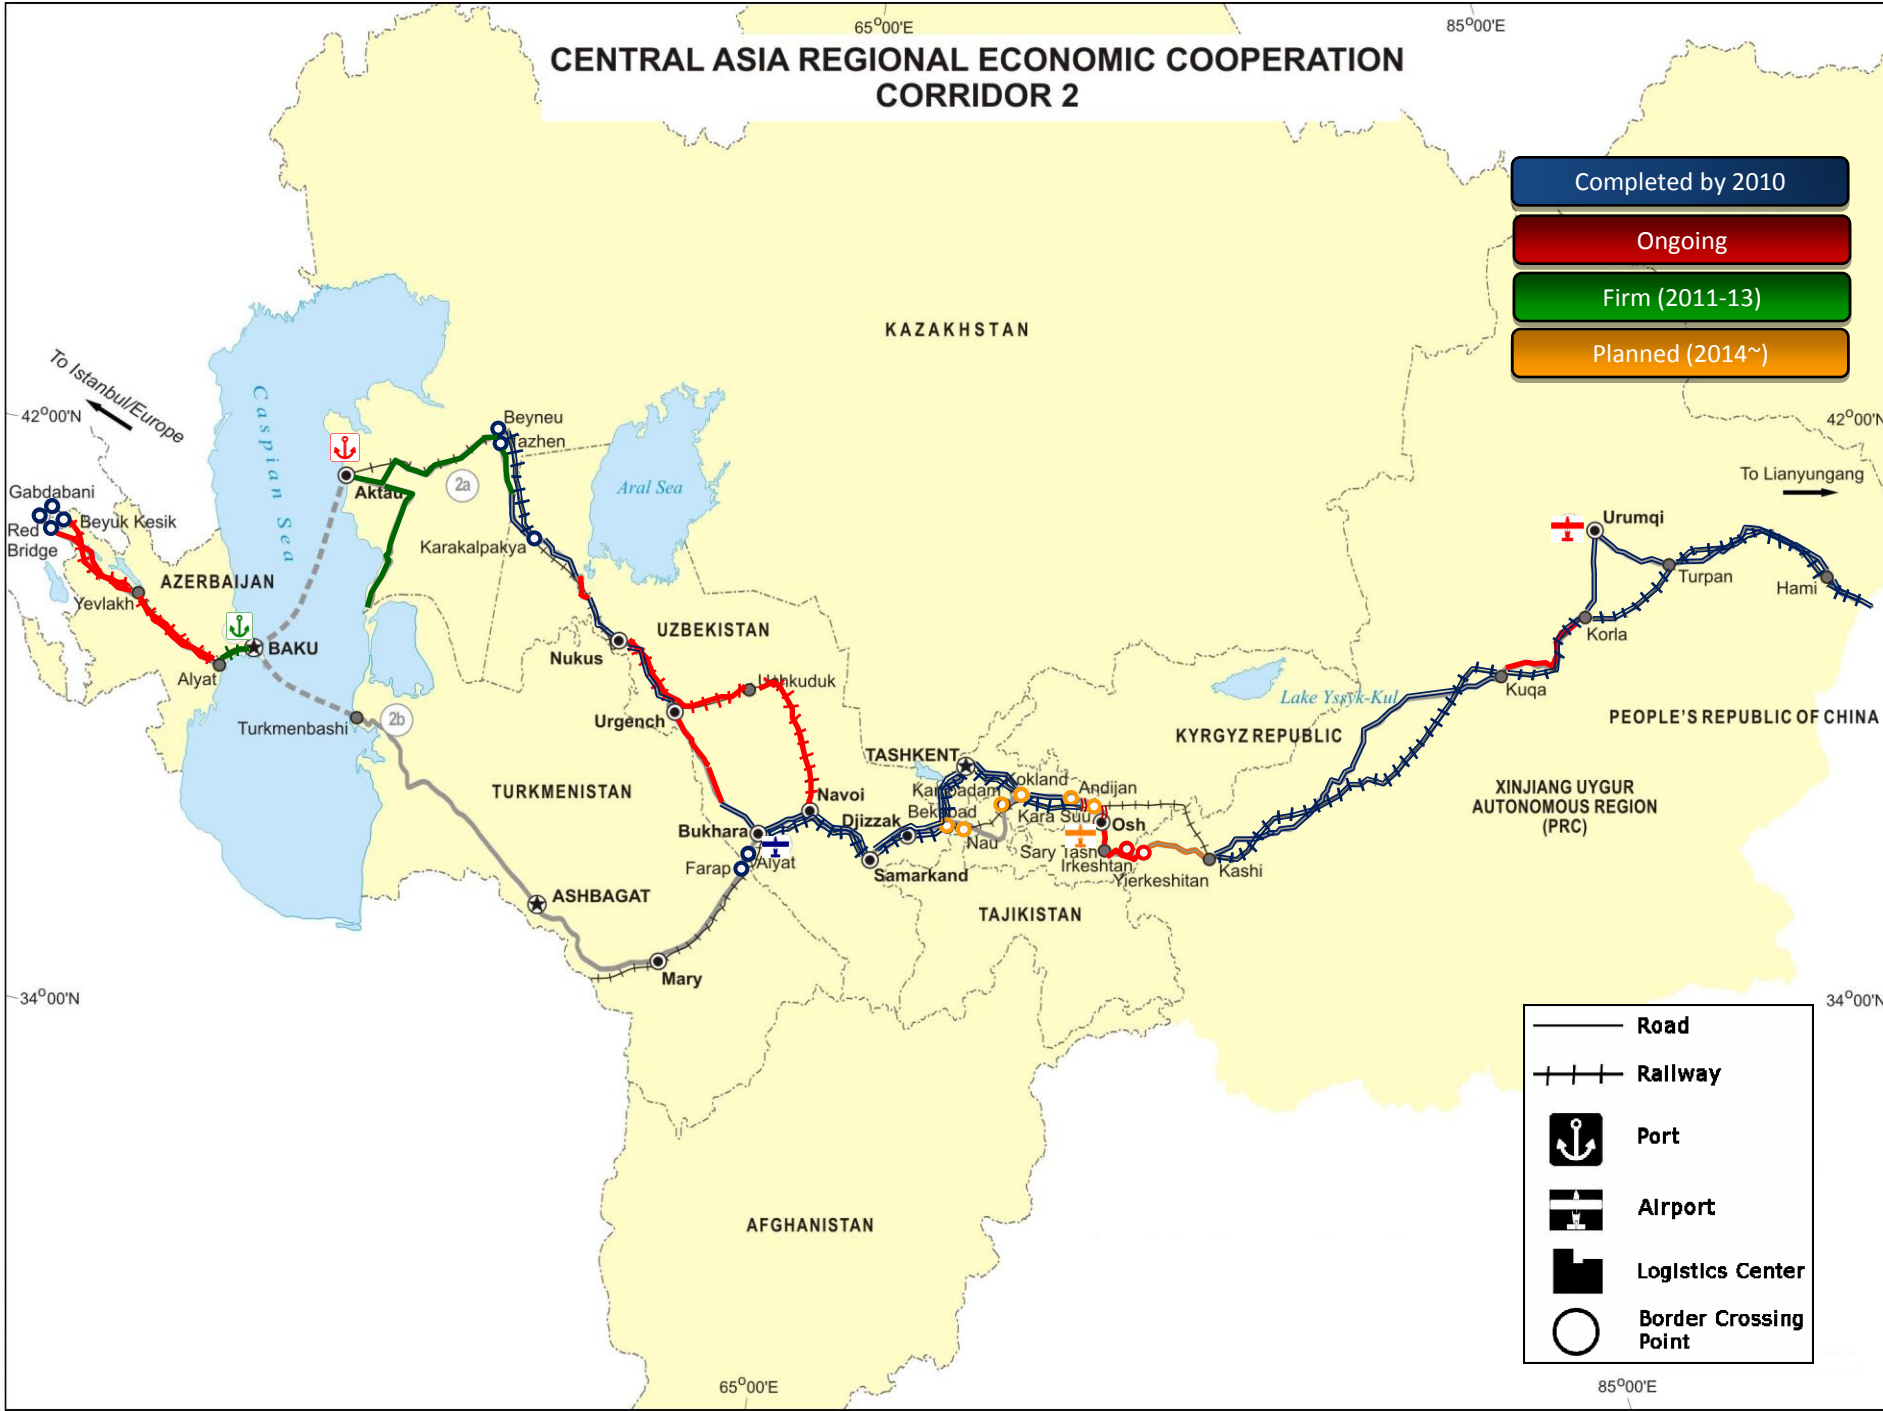 65°00'E
85°00'E
CENTRAL ASIA REGIONAL ECONOMIC COOPERATION
CORRIDOR 2
Completed by 2010
Ongoing
Firm (2011-13)
Planned (2014~)
KAZAKHSTAN
To Istanbul/Europe
42°00'N
42°00'N
Caspian Sea
Beyneu
Tazhen
Aral Sea
2a
Aktau
To Lianyungang
Gabdabani
Beyuk Kesik
Red
Bridge
Karakalpakya
Urumqi
Turpan
Hami
AZERBAIJAN
Yevlakh
BAKU
Alyat
UZBEKISTAN
Nukus
Korla
Uchkuduk
Urgench
Kuqa
Lake Yssyk-Kul
PEOPLE'S REPUBLIC OF CHINA
Turkmenbashi
2b
KYRGYZ REPUBLIC
TASHKENT
TURKMENISTAN
Navoi
Kokland
Andijan
Kanibadam
Bekabad
Kara Suu
Osh
XINJIANG UYGUR
AUTONOMOUS REGION
(PRC)
Bukhara
Djizzak
Nau
Sary Tash
Irkeshtan
Yierkeshitan
Kashi
Farap
Alyat
Samarkand
ASHBAGAT
TAJIKISTAN
Mary
34°00'N
34°00'N
Road
Railway
Port
Airport
Logistics Center
Border Crossing
Point
AFGHANISTAN
65°00'E
85°00'E